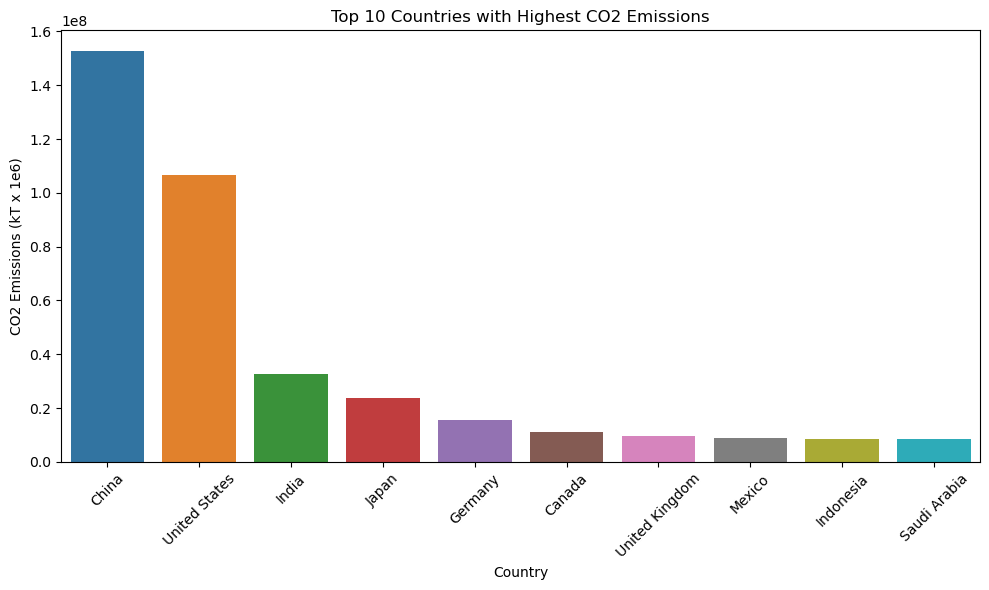 Top 10 Countries with Highest CO2 Emissions
1e8
1.6
1.4
1.2
1.0
0.8
0.6
0.4
0.2
0.0
CO2 Emissions (kT x 1e6)
China
United States
India
Japan
Germany
Canada
United Kingdom
Mexico
Indonesia
Saudi Arabia
Country